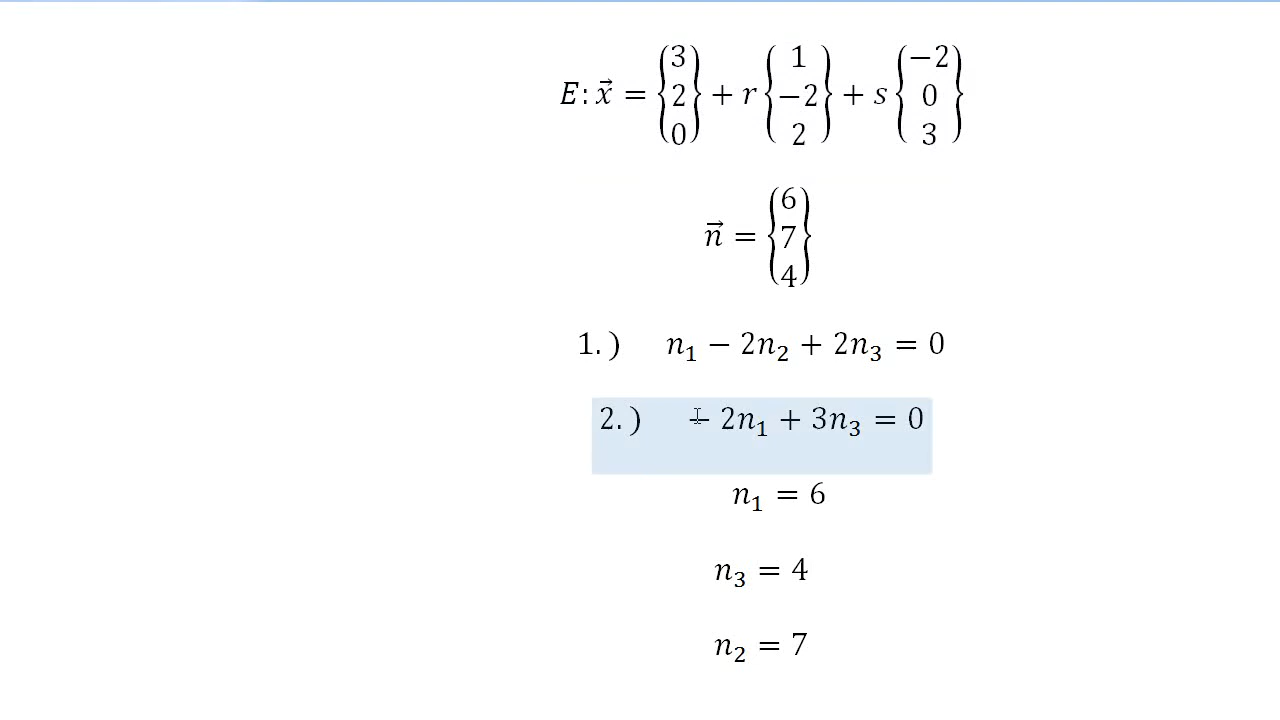 E: x⃗ = {3 2 0} + r {1 −2 2} + s {−2 0 3}
n⃗ = {6 7 4}
1.) n₁ − 2n₂ + 2n₃ = 0
2.) − 2n₁ + 3n₃ = 0
n₁ = 6
n₃ = 4
n₂ = 7